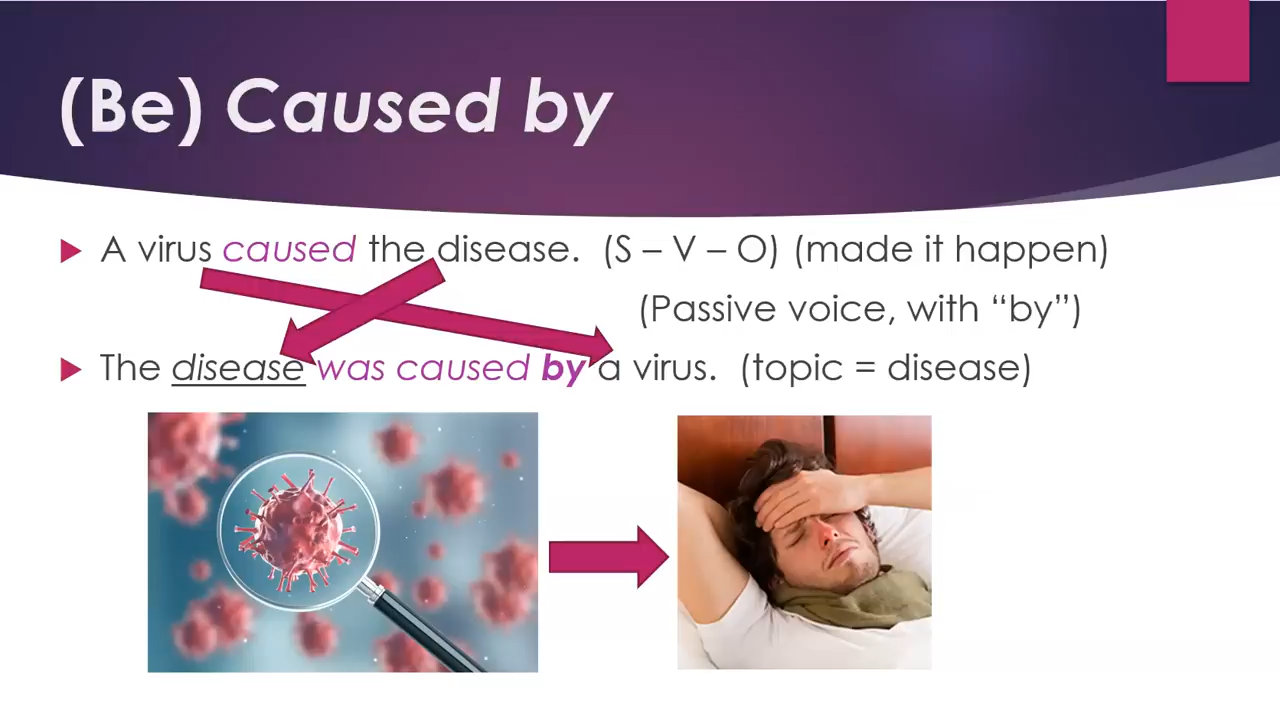 (Be) Caused by
A virus caused the disease. (S – V – O) (made it happen)
(Passive voice, with “by”)
The disease was caused by a virus. (topic = disease)